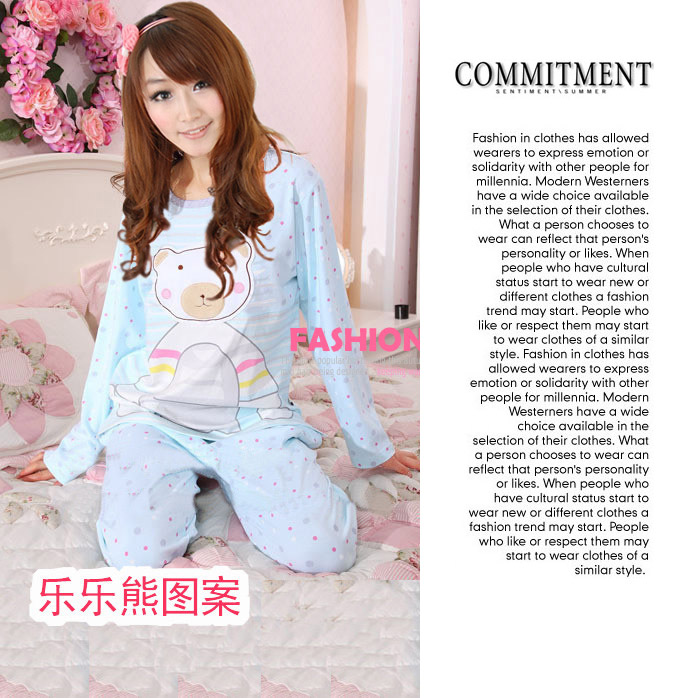 COMMITMENT
SENTIMENT\SUMMER
Fashion in clothes has allowed
wearers to express emotion or
solidarity with other people for
millennia. Modern Westerners
have a wide choice available
in the selection of their clothes.
What a person chooses to
wear can reflect that person's
personality or likes. When
people who have cultural
status start to wear new or
different clothes a fashion
trend may start. People who
like or respect them may start
to wear clothes of a similar
style. Fashion in clothes has
allowed wearers to express
emotion or solidarity with other
people for millennia. Modern
Westerners have a wide
choice available in the
selection of their clothes. What
a person chooses to wear can
reflect that person's personality
or likes. When people who
have cultural status start to
wear new or different clothes a
fashion trend may start. People
who like or respect them may
start to wear clothes of a
similar style.
FASHION
乐乐熊图案